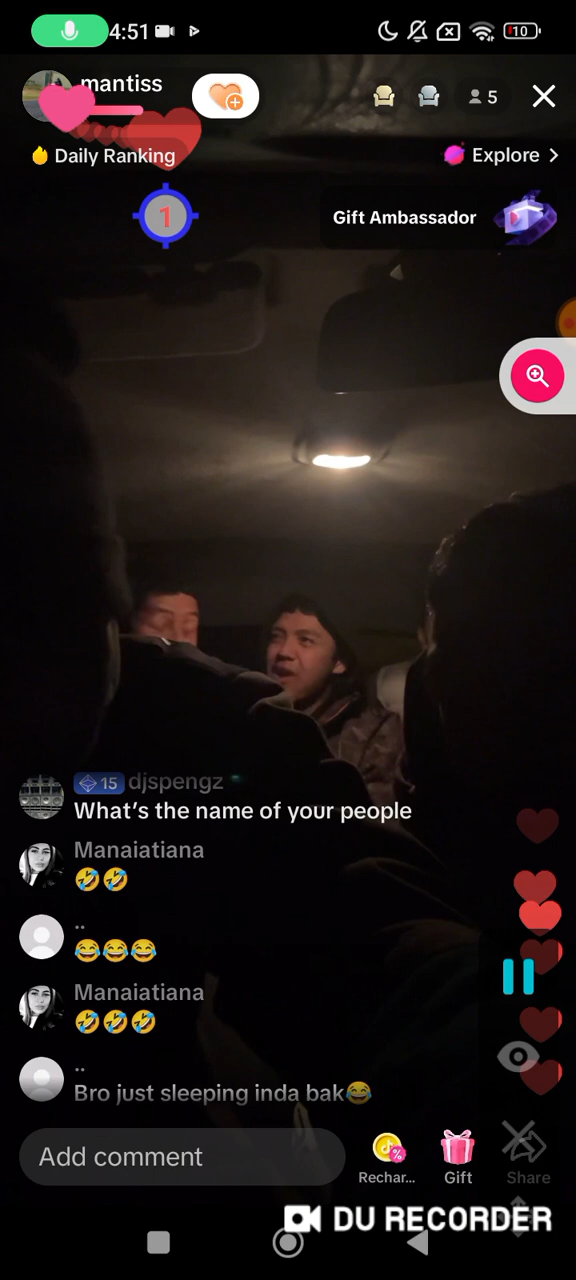 4:51
10
mantiss
5
Daily Ranking
Explore
1
Gift Ambassador
15 djspengz
What's the name of your people
Manaiatiana
🤣🤣
..
😂😂😂
Manaiatiana
🤣🤣🤣
..
Bro just sleeping inda bak😂
Add comment
Rechar...
Gift
Share
DU RECORDER